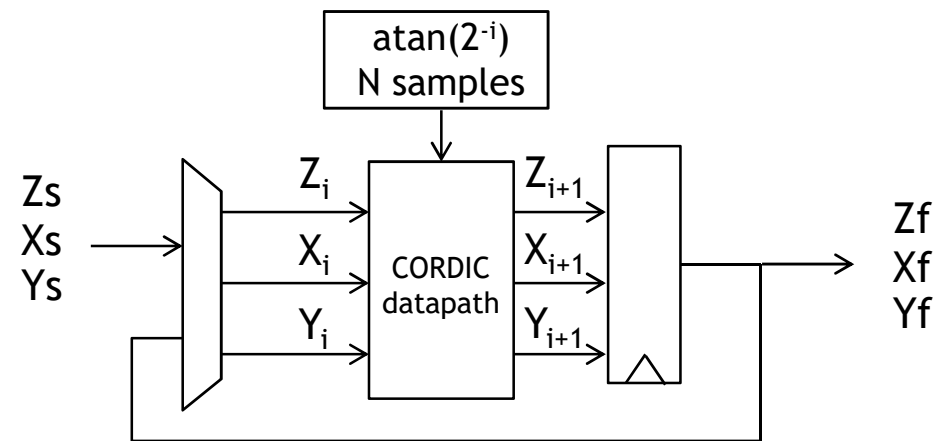 atan(2⁻ⁱ)
N samples
Zs
Xs
Ys
Zᵢ
Xᵢ
Yᵢ
CORDIC
datapath
Zᵢ₊₁
Xᵢ₊₁
Yᵢ₊₁
Zf
Xf
Yf